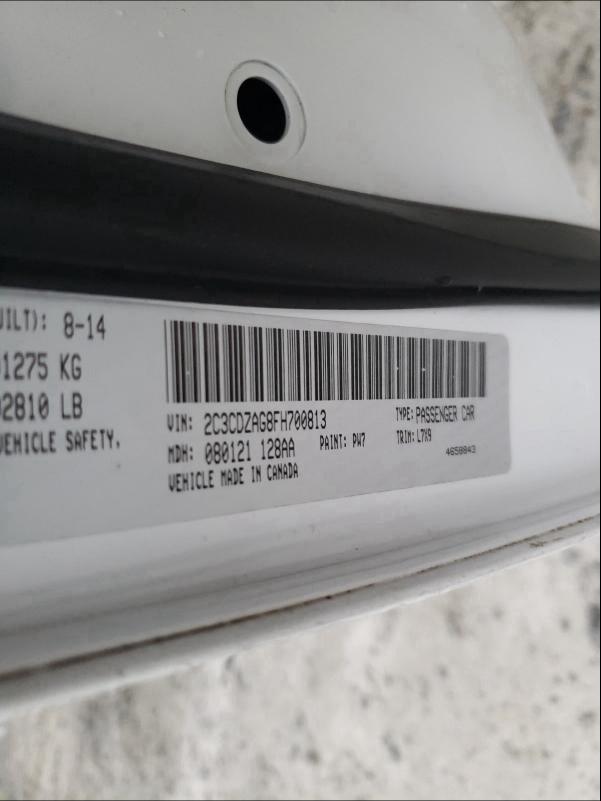 UILT): 8-14
1275 KG
2810 LB
VEHICLE SAFETY.
VIN: 2C3CDZAG8FH700813 TYPE: PASSENGER CAR
MDH: 080121 128AA PAINT: PW7 TRIM: L7X9
VEHICLE MADE IN CANADA 4658843